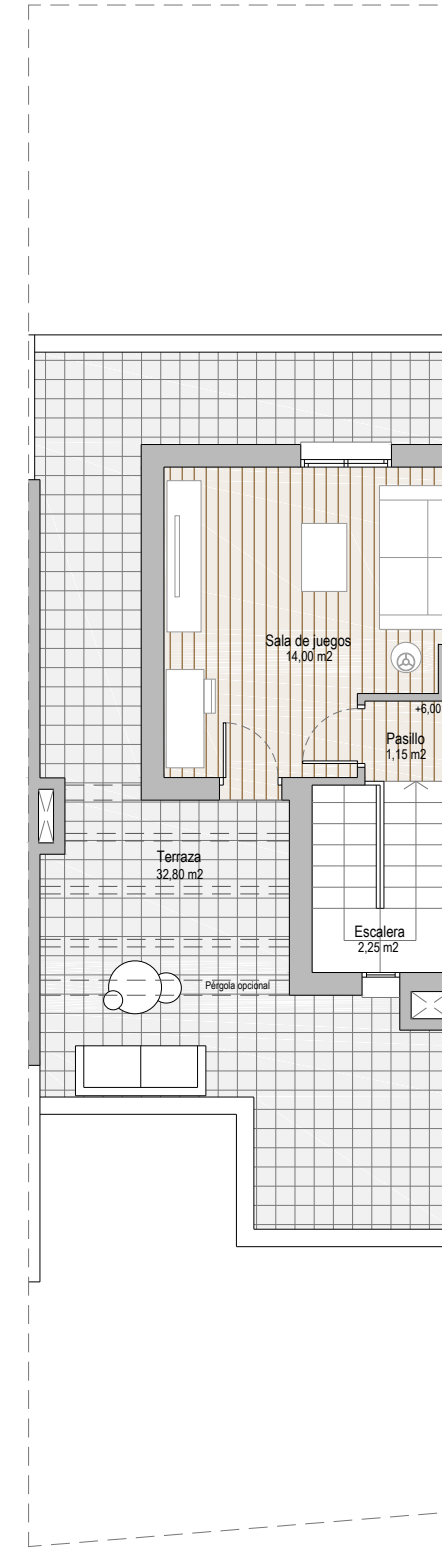 Sala de juegos
14,00 m2
+6,00
Pasillo
1,15 m2
Terraza
32,80 m2
Escalera
2,25 m2
Pérgola opcional